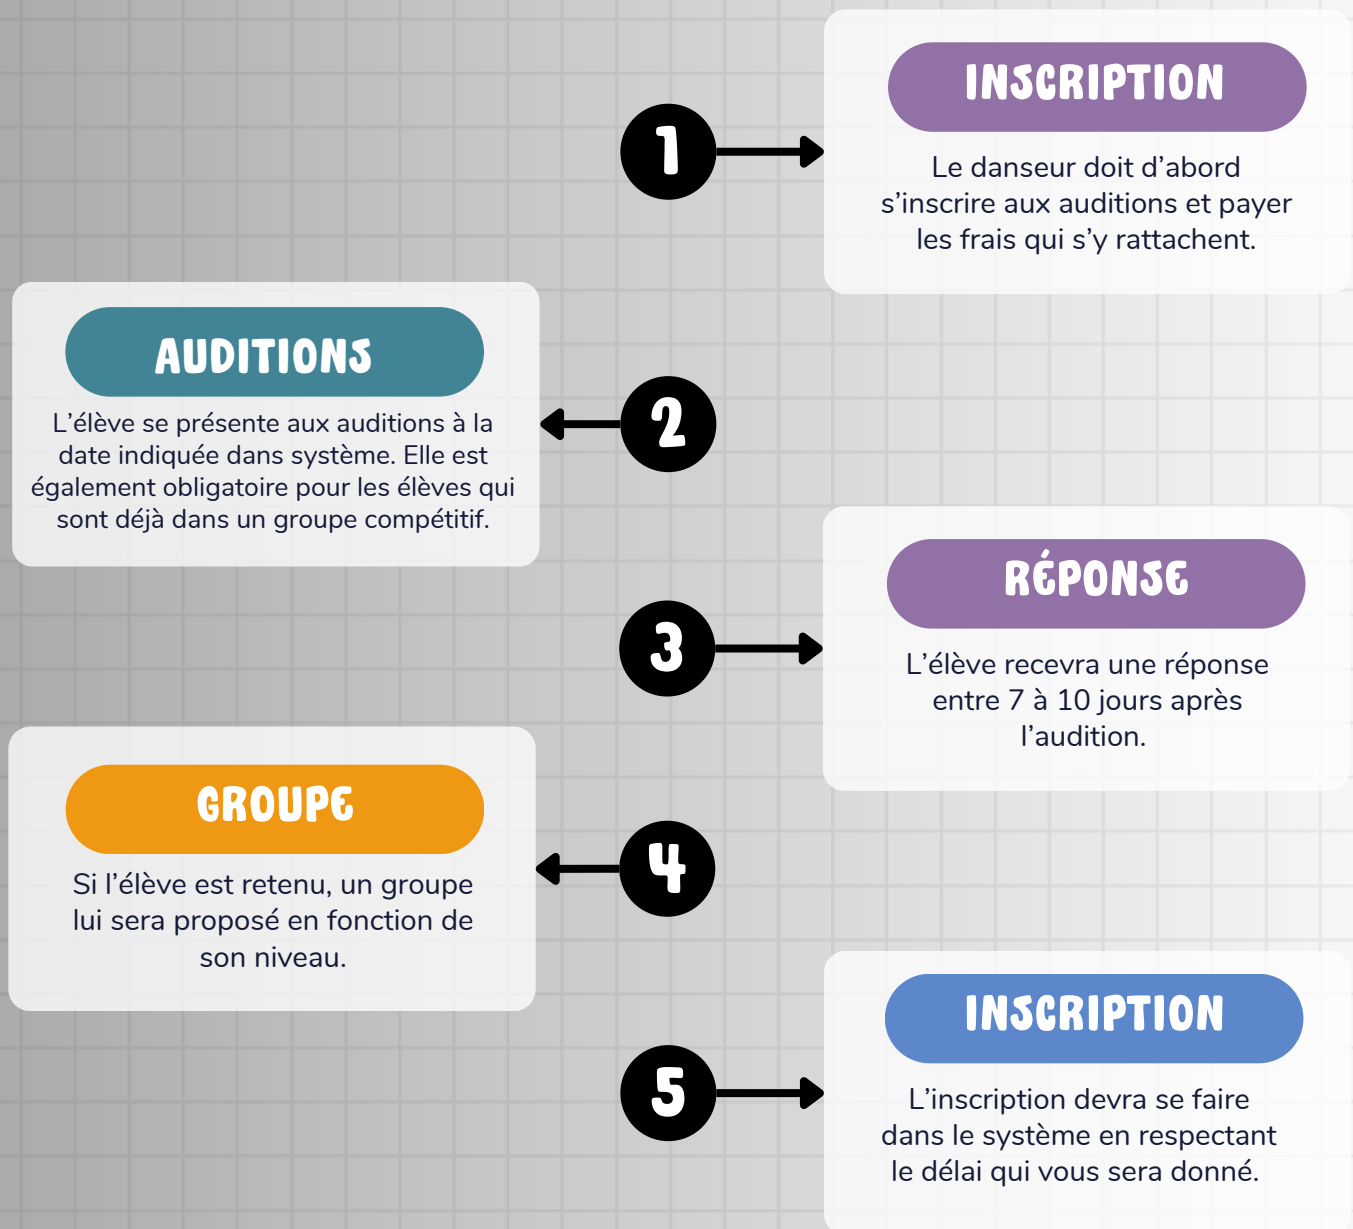 1
INSCRIPTION
Le danseur doit d’abord
s’inscrire aux auditions et payer
les frais qui s’y rattachent.
2
AUDITIONS
L’élève se présente aux auditions à la
date indiquée dans système. Elle est
également obligatoire pour les élèves qui
sont déjà dans un groupe compétitif.
3
RÉPONSE
L’élève recevra une réponse
entre 7 à 10 jours après
l’audition.
4
GROUPE
Si l’élève est retenu, un groupe
lui sera proposé en fonction de
son niveau.
5
INSCRIPTION
L’inscription devra se faire
dans le système en respectant
le délai qui vous sera donné.